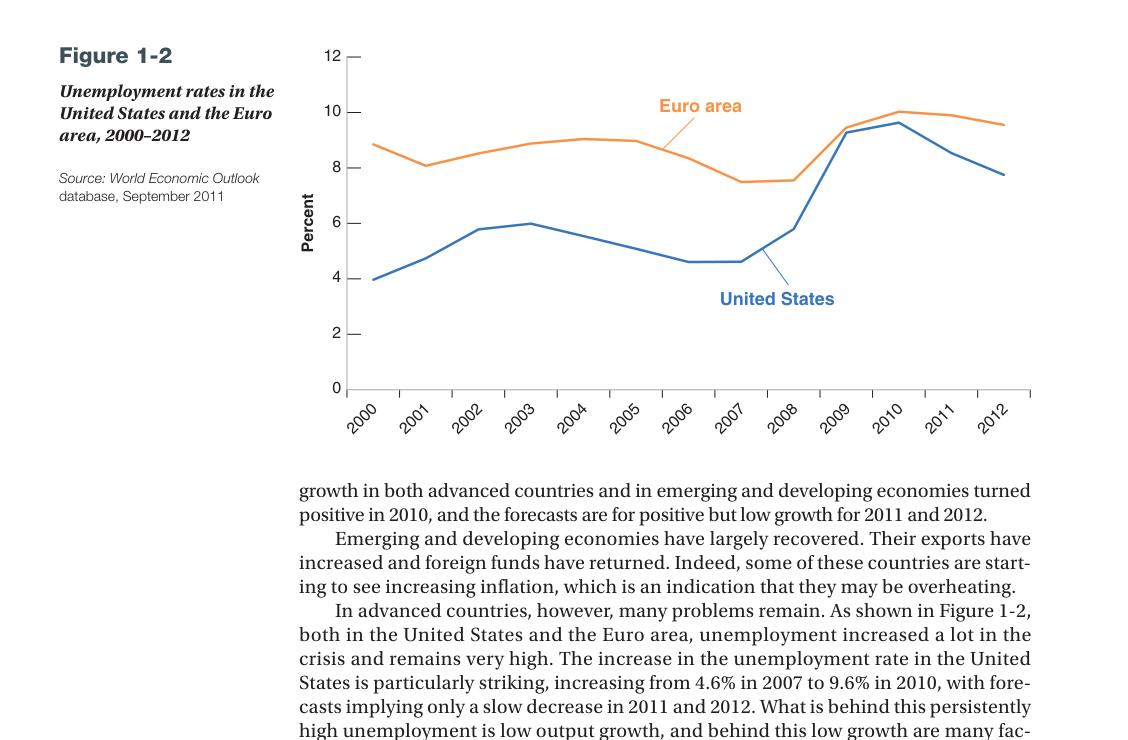 Figure 1-2
Unemployment rates in the
United States and the Euro
area, 2000–2012
Source: World Economic Outlook
database, September 2011
12
10
8
6
4
2
0
Percent
Euro area
United States
2000
2001
2002
2003
2004
2005
2006
2007
2008
2009
2010
2011
2012
growth in both advanced countries and in emerging and developing economies turned
positive in 2010, and the forecasts are for positive but low growth for 2011 and 2012.
Emerging and developing economies have largely recovered. Their exports have
increased and foreign funds have returned. Indeed, some of these countries are start-
ing to see increasing inflation, which is an indication that they may be overheating.
In advanced countries, however, many problems remain. As shown in Figure 1-2,
both in the United States and the Euro area, unemployment increased a lot in the
crisis and remains very high. The increase in the unemployment rate in the United
States is particularly striking, increasing from 4.6% in 2007 to 9.6% in 2010, with fore-
casts implying only a slow decrease in 2011 and 2012. What is behind this persistently
high unemployment is low output growth, and behind this low growth are many fac-